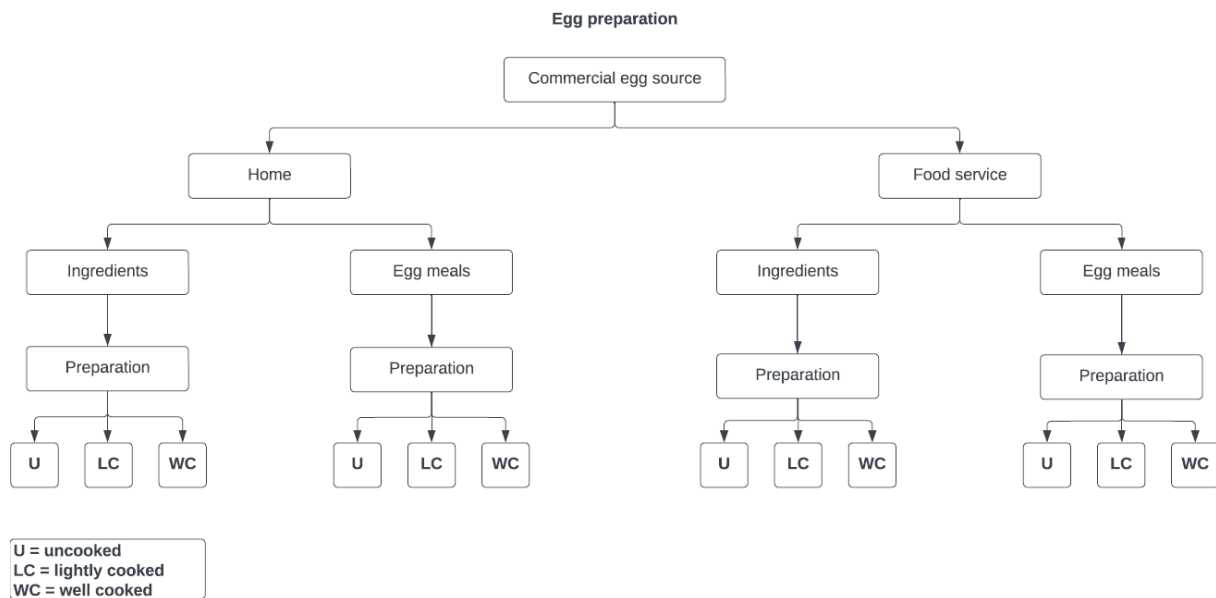 Egg preparation
Commercial egg source
Home
Food service
Ingredients
Egg meals
Ingredients
Egg meals
Preparation
Preparation
Preparation
Preparation
U
LC
WC
U
LC
WC
U
LC
WC
U
LC
WC
U = uncooked
LC = lightly cooked
WC = well cooked